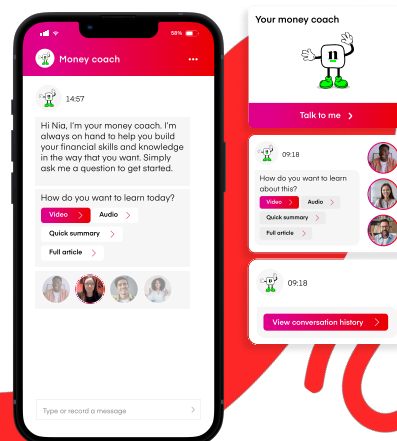 58%
Money coach
14:57
Hi Nia, I'm your money coach. I'm
always on hand to help you build
your financial skills and knowledge
in the way that you want. Simply
ask me a question to get started.
How do you want to learn today?
Video
Audio
Quick summary
Full article
Type or record a message
Your money coach
Talk to me
09:18
How do you want to learn
about this?
Video
Audio
Quick summary
Full article
09:18
View conversation history